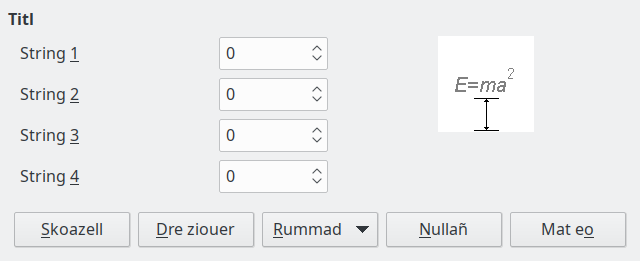 Titl
String 1 0
String 2 0
String 3 0
String 4 0
E=ma²
Skoazell Dre ziouer Rummad Nullañ Mat eo